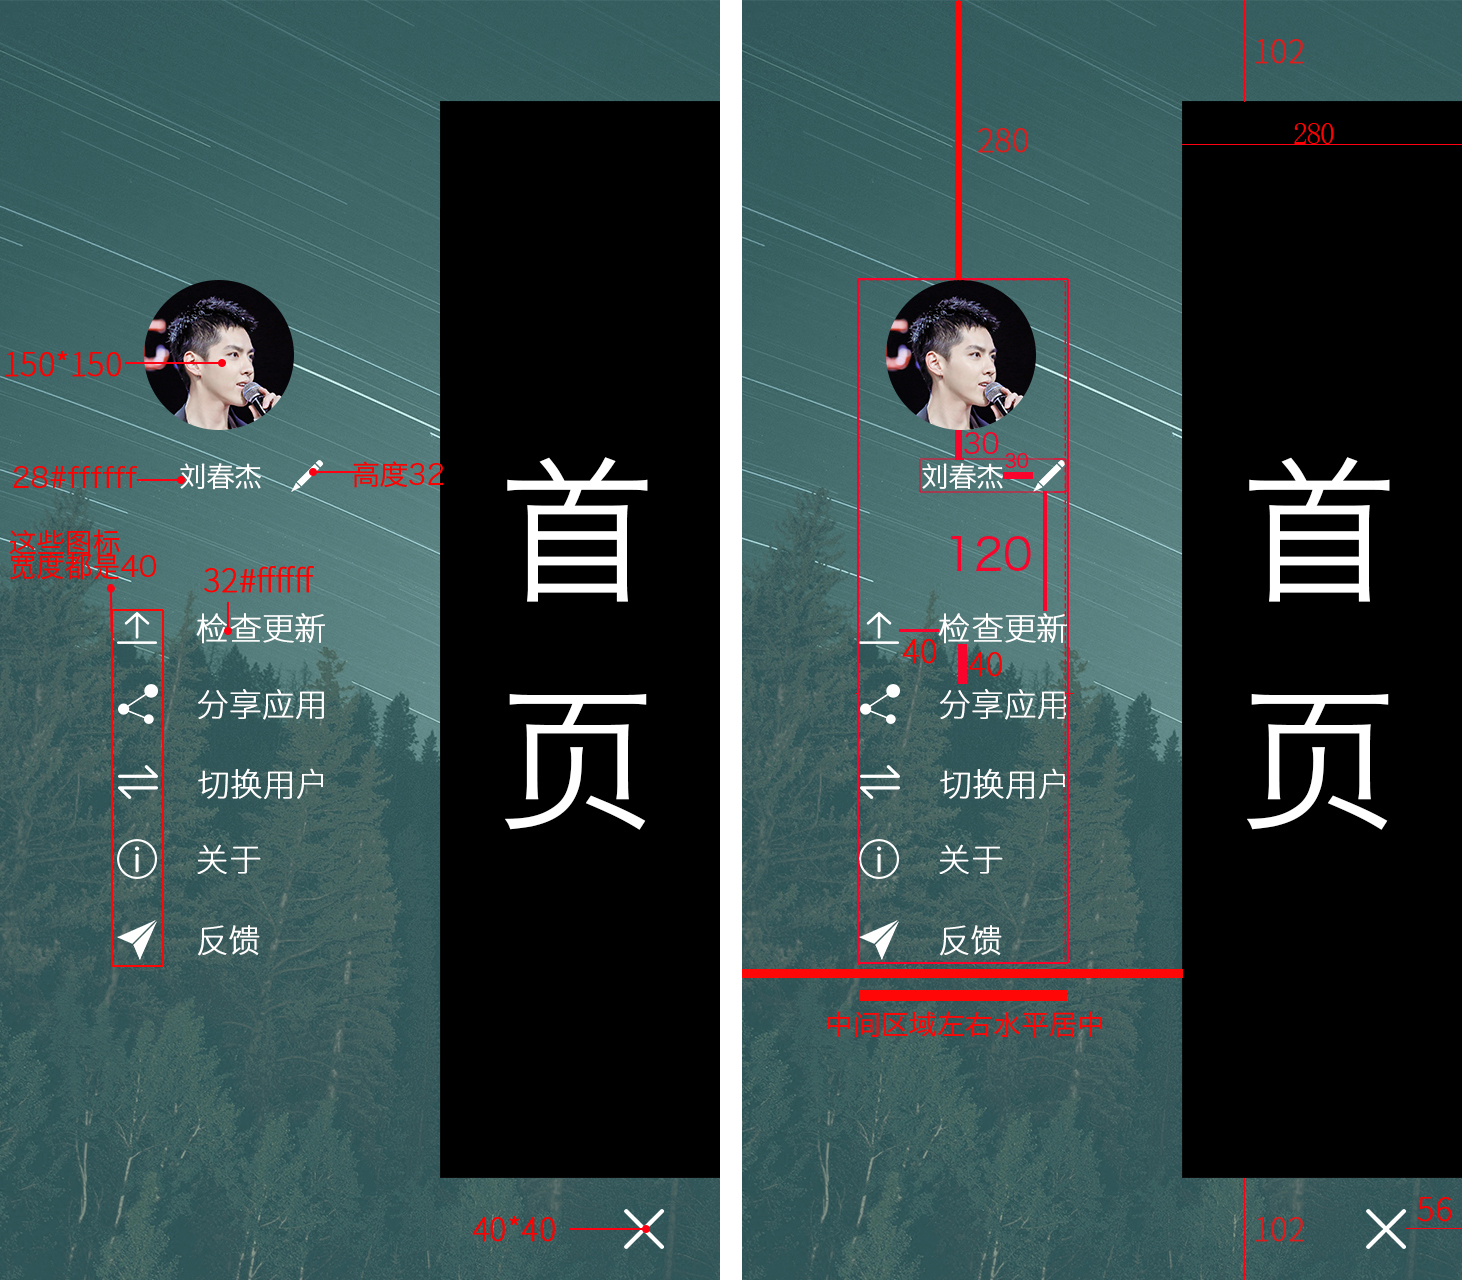 150*150
28#ffffff
刘春杰
高度32
这些图标
宽度都是40
32#ffffff
检查更新
分享应用
切换用户
关于
反馈
首
页
40*40
102
280
280
30
刘春杰
30
120
检查更新
40
40
分享应用
切换用户
关于
反馈
首
页
中间区域左右水平居中
102
56